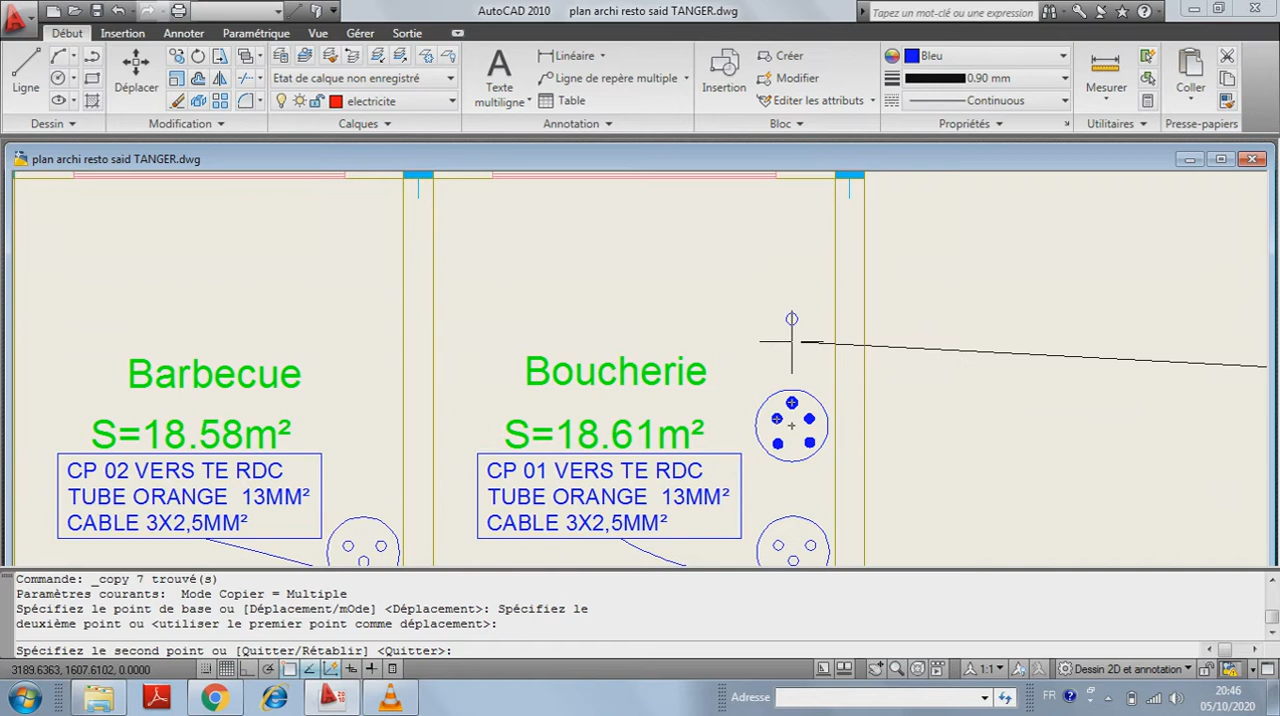 AutoCAD 2010 plan archi resto said TANGER.dwg
Tapez un mot-clé ou une expression
Début Insertion Annoter Paramétrique Vue Gérer Sortie
Ligne
Déplacer
Etat de calque non enregistré
electricite
Texte
multiligne
Linéaire
Ligne de repère multiple
Table
Insertion
Créer
Modifier
Editer les attributs
Bleu
0.90 mm
Continuous
Mesurer
Coller
Dessin Modification Calques Annotation Bloc Propriétés Utilitaires Presse-papiers
plan archi resto said TANGER.dwg
Barbecue
S=18.58m²
CP 02 VERS TE RDC
TUBE ORANGE 13MM²
CABLE 3X2,5MM²
Boucherie
S=18.61m²
CP 01 VERS TE RDC
TUBE ORANGE 13MM²
CABLE 3X2,5MM²
Commande: _copy 7 trouvé(s)
Paramètres courants: Mode Copier = Multiple
Spécifiez le point de base ou [Déplacement/mOde] <Déplacement>: Spécifiez le
deuxième point ou <utiliser le premier point comme déplacement>:
Spécifiez le second point ou [Quitter/Rétablir] <Quitter>:
3189.6363, 1607.6102, 0.0000
1:1
Dessin 2D et annotation
Adresse
FR
20:46
05/10/2020